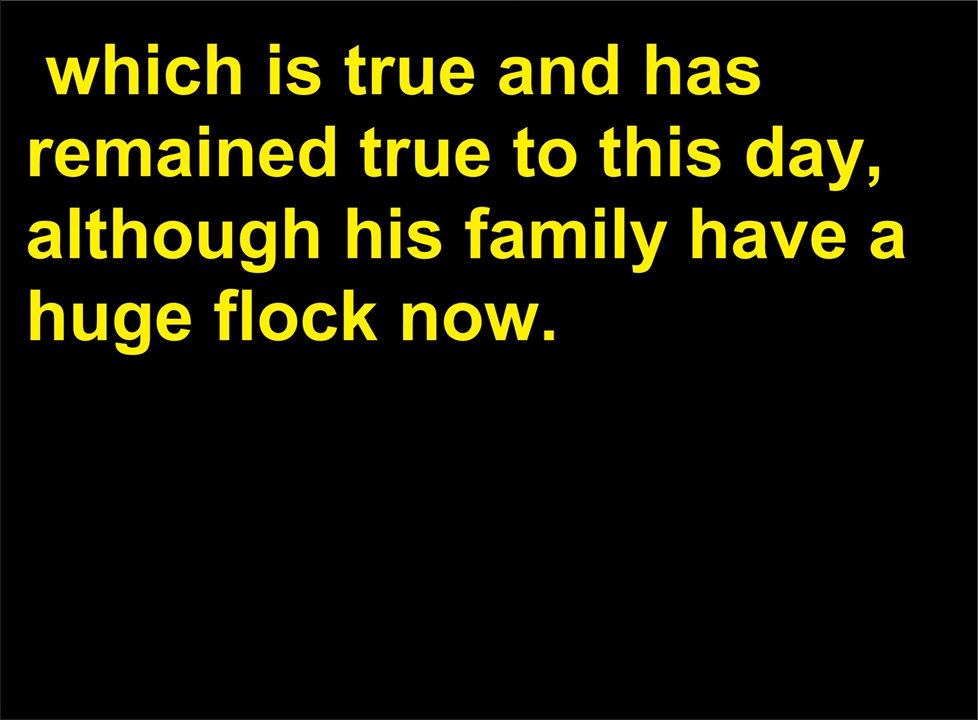 which is true and has
remained true to this day,
although his family have a
huge flock now.